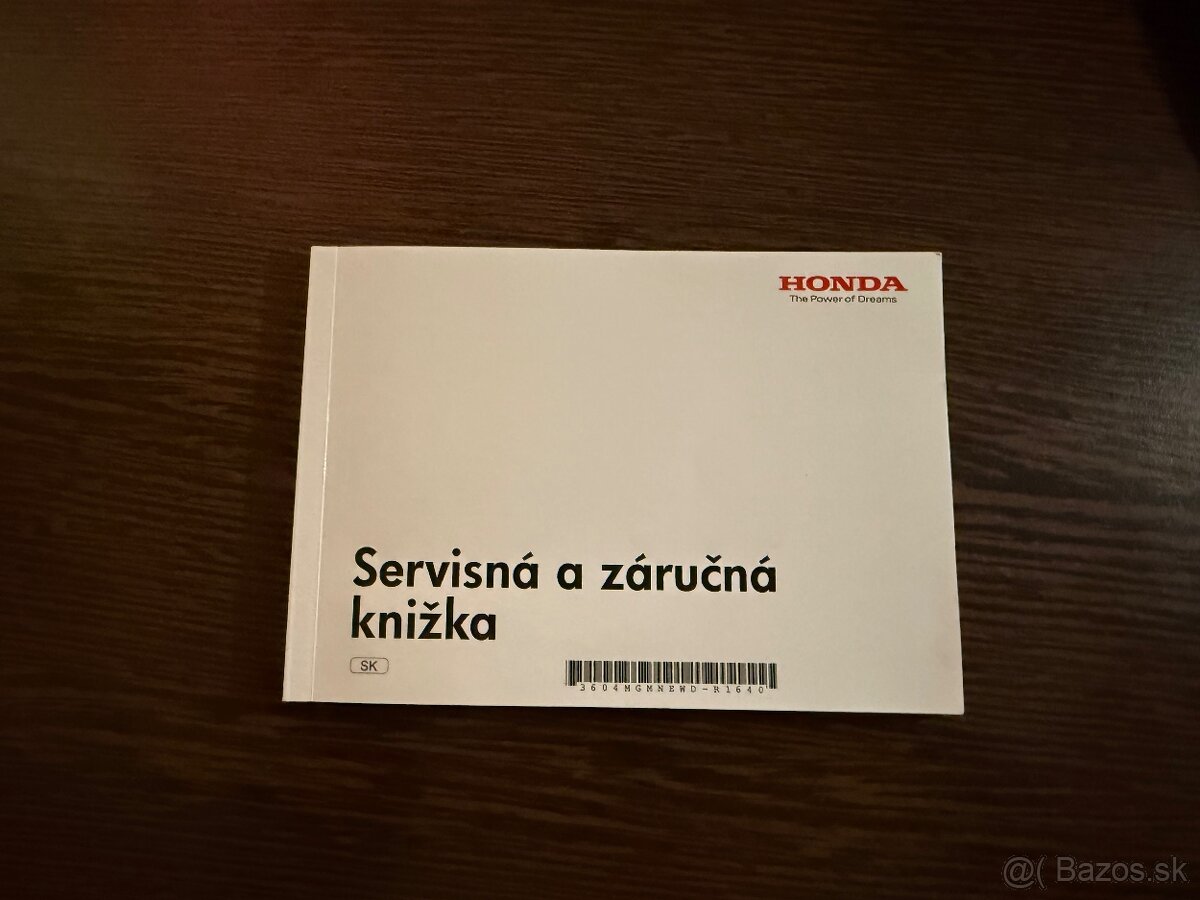 HONDA
The Power of Dreams
Servisná a záručná
knižka
SK
3604MGMNEWD-R1640
@( Bazos.sk